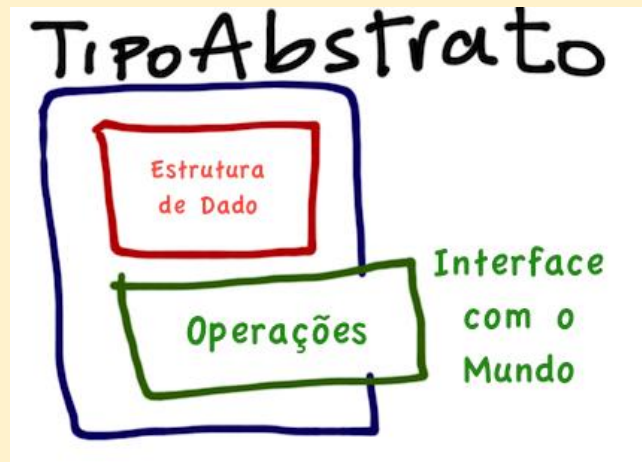 TipoAbstrato
Estrutura
de Dado
Operações
Interface
com o
Mundo